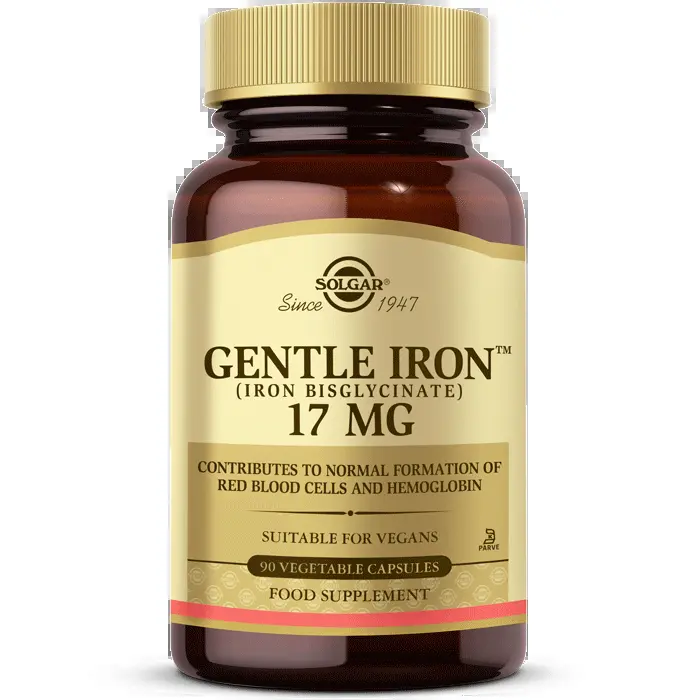 SOLGAR®
Since 1947
GENTLE IRON™
(IRON BISGLYCINATE)
17 MG
CONTRIBUTES TO NORMAL FORMATION OF
RED BLOOD CELLS AND HEMOGLOBIN
SUITABLE FOR VEGANS
PARVE
90 VEGETABLE CAPSULES
FOOD SUPPLEMENT